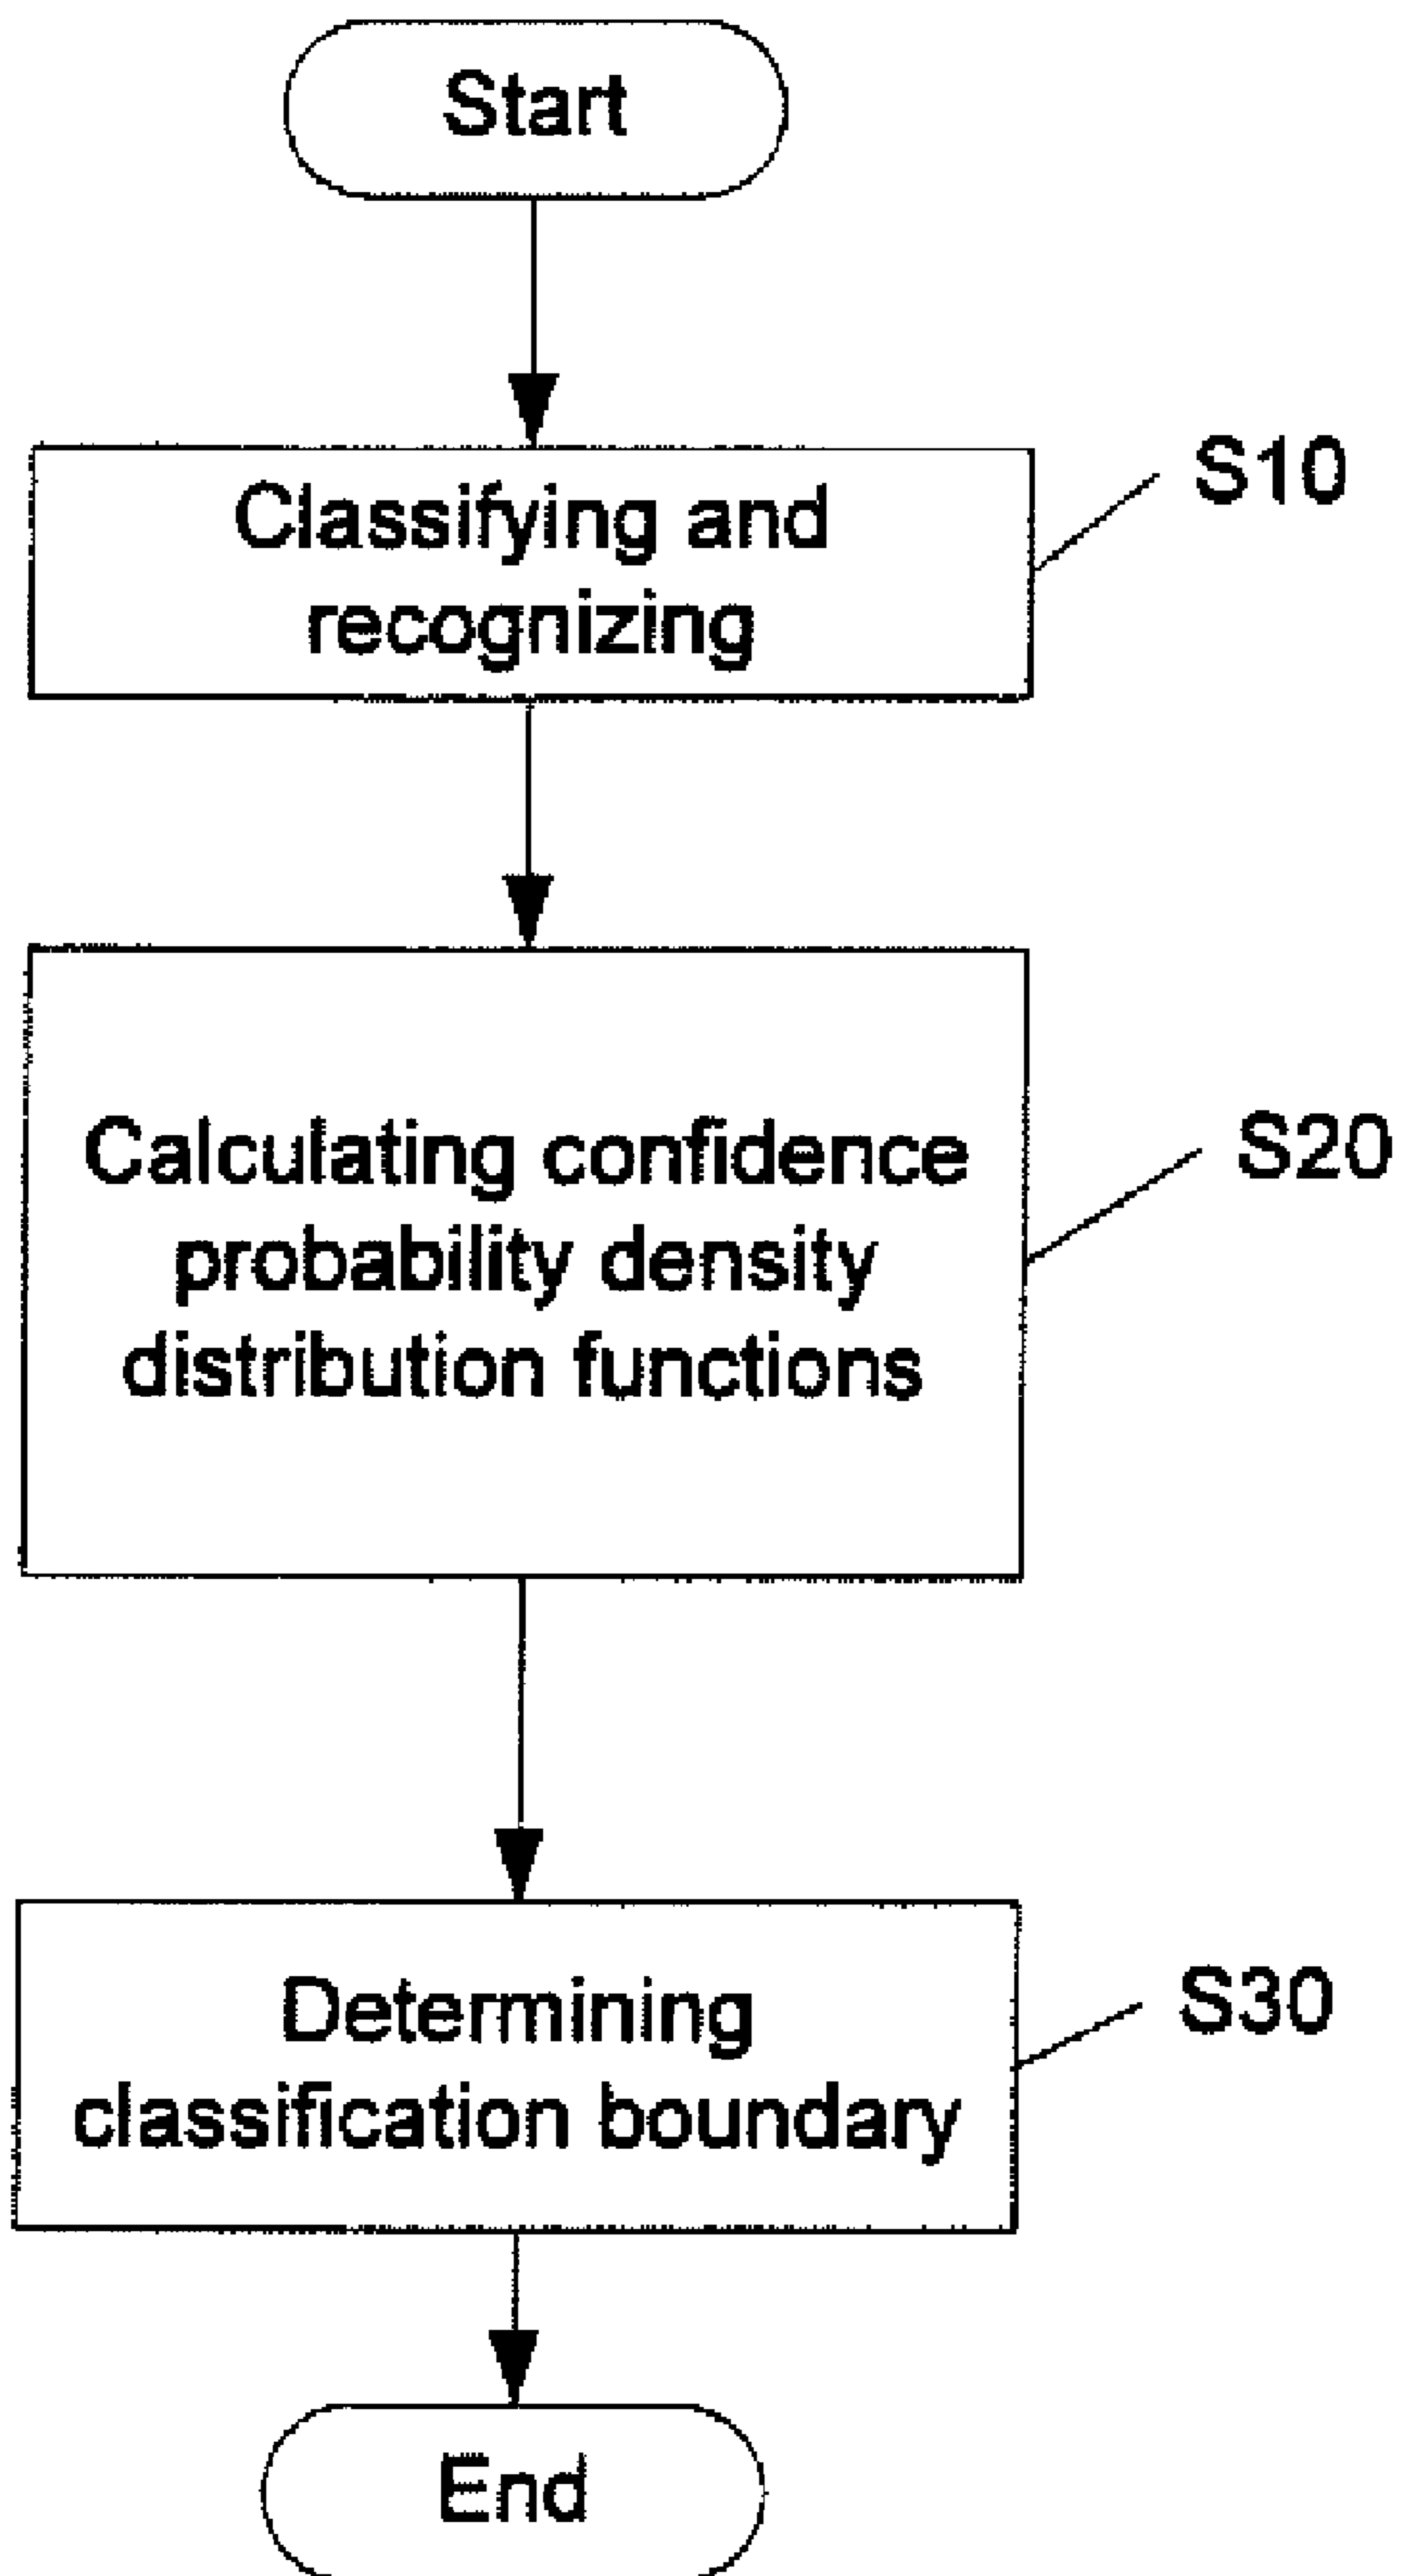 Start
Classifying and
recognizing
S10
Calculating confidence
probability density
distribution functions
S20
Determining
classification boundary
S30
End